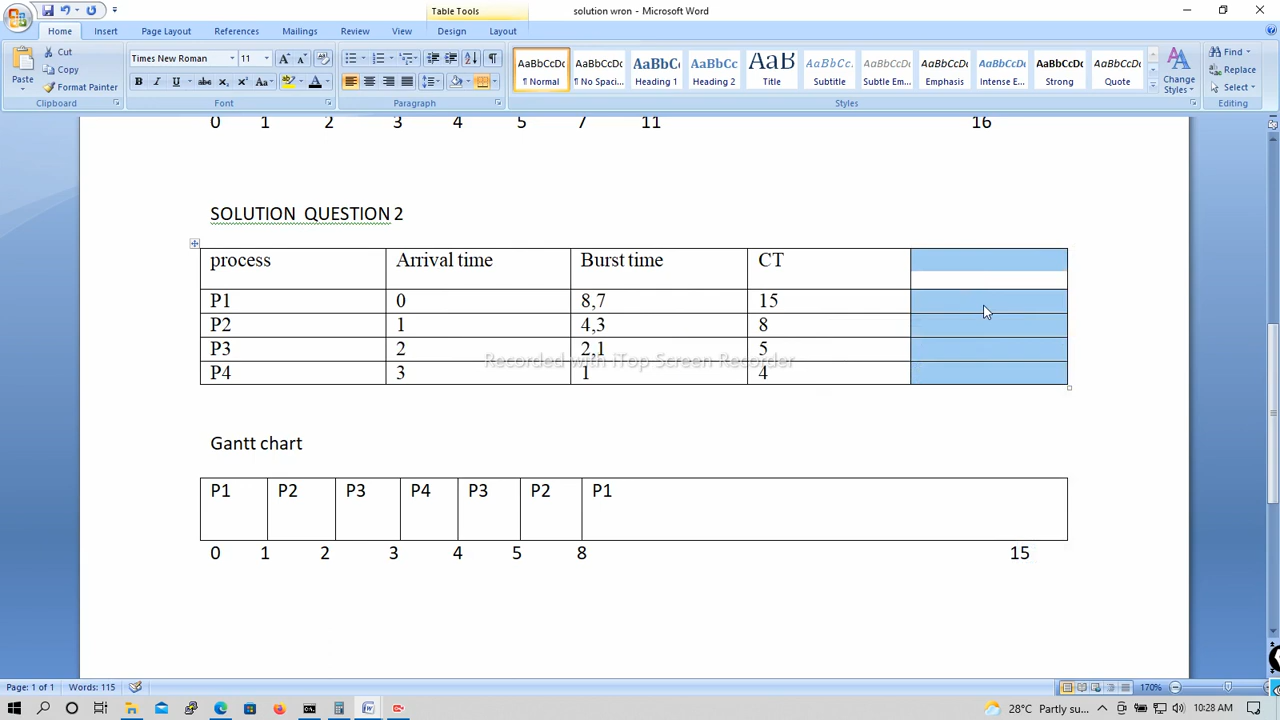 Table Tools
solution wron - Microsoft Word
Home Insert Page Layout References Mailings Review View Design Layout
Paste
Cut
Copy
Format Painter
Clipboard
Times New Roman 11
Font
Paragraph
AaBbCcDc AaBbCcDc AaBbC AaBbCc AaB AaBbCc. AaBbCcDc AaBbCcDc AaBbCcDc AaBbCcDc AaBbCcDc
¶ Normal ¶ No Spaci... Heading 1 Heading 2 Title Subtitle Subtle Em... Emphasis Intense E... Strong Quote
Change Styles
Styles
Find
Replace
Select
Editing
0 1 2 3 4 5 7 11 16
SOLUTION QUESTION 2
process Arrival time Burst time CT
P1 0 8,7 15
P2 1 4,3 8
P3 2 2,1 5
P4 3 1 4
Recorded with iTop Screen Recorder
Gantt chart
P1 P2 P3 P4 P3 P2 P1
0 1 2 3 4 5 8 15
Page: 1 of 1 Words: 115 170%
28°C Partly su... 10:28 AM